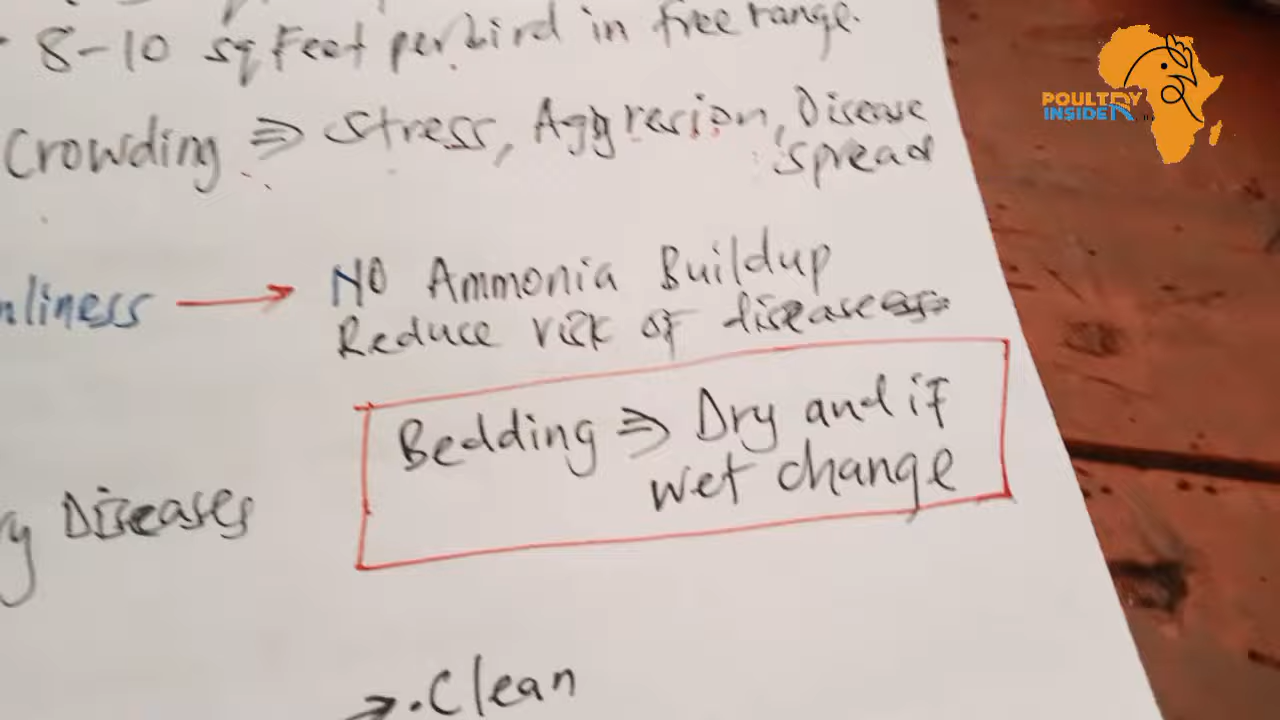 8-10 sq Feet per bird in free range.
Crowding ⇒ Stress, Aggresion, Disease
spread
nliness → NO Ammonia Buildup
Reduce risk of diseases
Bedding ⇒ Dry and if
wet change
y Diseases
→ . Clean
POULTRY
INSIDER